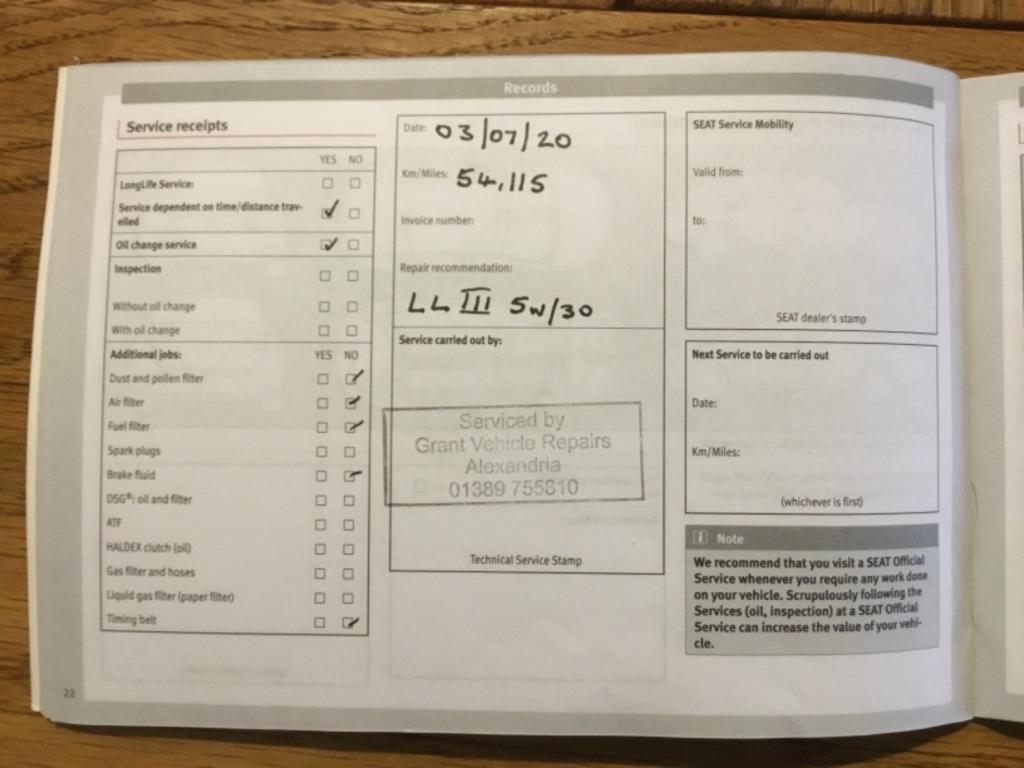 Records
Service receipts
YES NO
LongLife Service:
Service dependent on time/distance trav-
elled
Oil change service
Inspection
Without oil change
With oil change
Additional jobs: YES NO
Dust and pollen filter
Air filter
Fuel filter
Spark plugs
Brake fluid
DSG®: oil and filter
ATF
HALDEX clutch (oil)
Gas filter and hoses
Liquid gas filter (paper filter)
Timing belt
22
Date: 03/07/20
Km/Miles: 54,115
Invoice number:
Repair recommendation:
LL III 5W/30
Service carried out by:
Serviced by
Grant Vehicle Repairs
Alexandria
01389 755810
Technical Service Stamp
SEAT Service Mobility
Valid from:
to:
SEAT dealer's stamp
Next Service to be carried out
Date:
Km/Miles:
(whichever is first)
Note
We recommend that you visit a SEAT Official
Service whenever you require any work done
on your vehicle. Scrupulously following the
Services (oil, inspection) at a SEAT Official
Service can increase the value of your vehi-
cle.